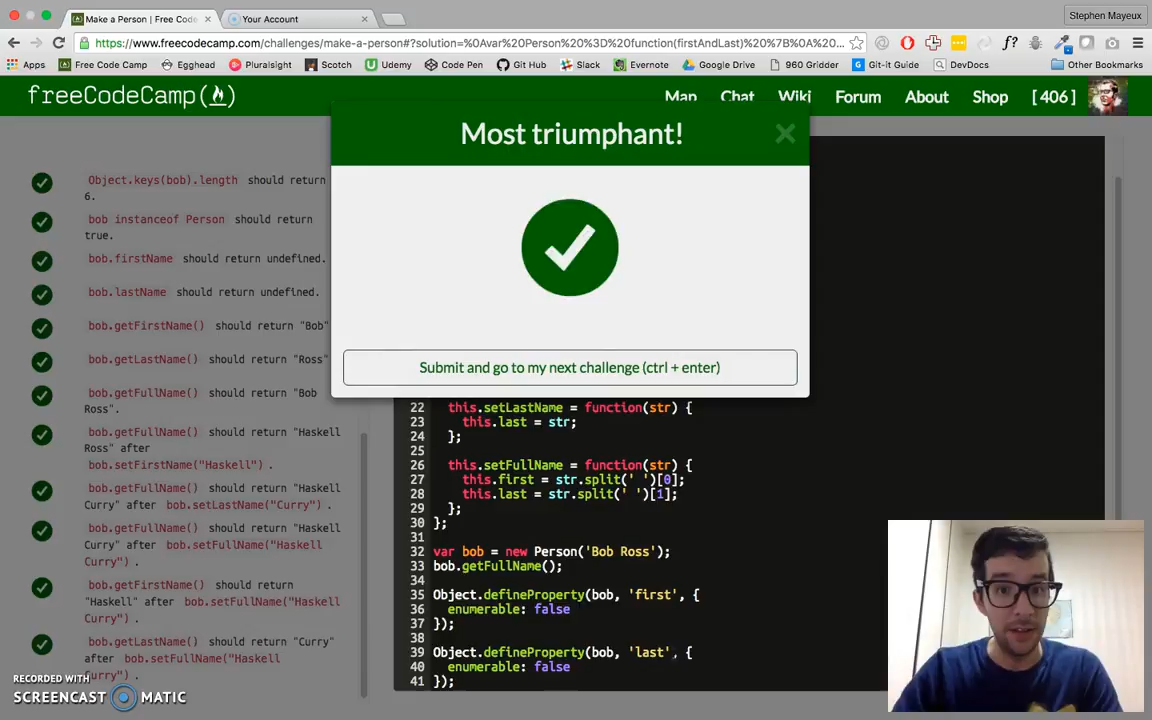 Make a Person | Free Code
Your Account
Stephen Mayeux
https://www.freecodecamp.com/challenges/make-a-person#?solution=%0Avar%20Person%20%3D%20function(firstAndLast)%20%7B%0A%20...
Apps Free Code Camp Egghead Pluralsight Scotch Udemy Code Pen Git Hub Slack Evernote Google Drive 960 Gridder Git-it Guide DevDocs Other Bookmarks
freeCodeCamp Map Chat Wiki Forum About Shop [ 406 ]
Most triumphant!
Submit and go to my next challenge (ctrl + enter)
Object.keys(bob).length should return
6.
bob instanceof Person should return
true.
bob.firstName should return undefined.
bob.lastName should return undefined.
bob.getFirstName() should return "Bob"
bob.getLastName() should return "Ross"
bob.getFullName() should return "Bob
Ross".
bob.getFullName() should return "Haskell
Ross" after
bob.setFirstName("Haskell") .
bob.getFullName() should return "Haskell
Curry" after bob.setLastName("Curry") .
bob.getFullName() should return "Haskell
Curry" after bob.setFullName("Haskell
Curry") .
bob.getFirstName() should return
"Haskell" after bob.setFullName("Haskell
Curry") .
bob.getLastName() should return "Curry"
after bob.setFullName("Haskell
Curry") .
22 this.setLastName = function(str) {
23 this.last = str;
24 };
25
26 this.setFullName = function(str) {
27 this.first = str.split(' ')[0];
28 this.last = str.split(' ')[1];
29 };
30 };
31
32 var bob = new Person('Bob Ross');
33 bob.getFullName();
34
35 Object.defineProperty(bob, 'first', {
36 enumerable: false
37 });
38
39 Object.defineProperty(bob, 'last', {
40 enumerable: false
41 });
RECORDED WITH
SCREENCAST MATIC